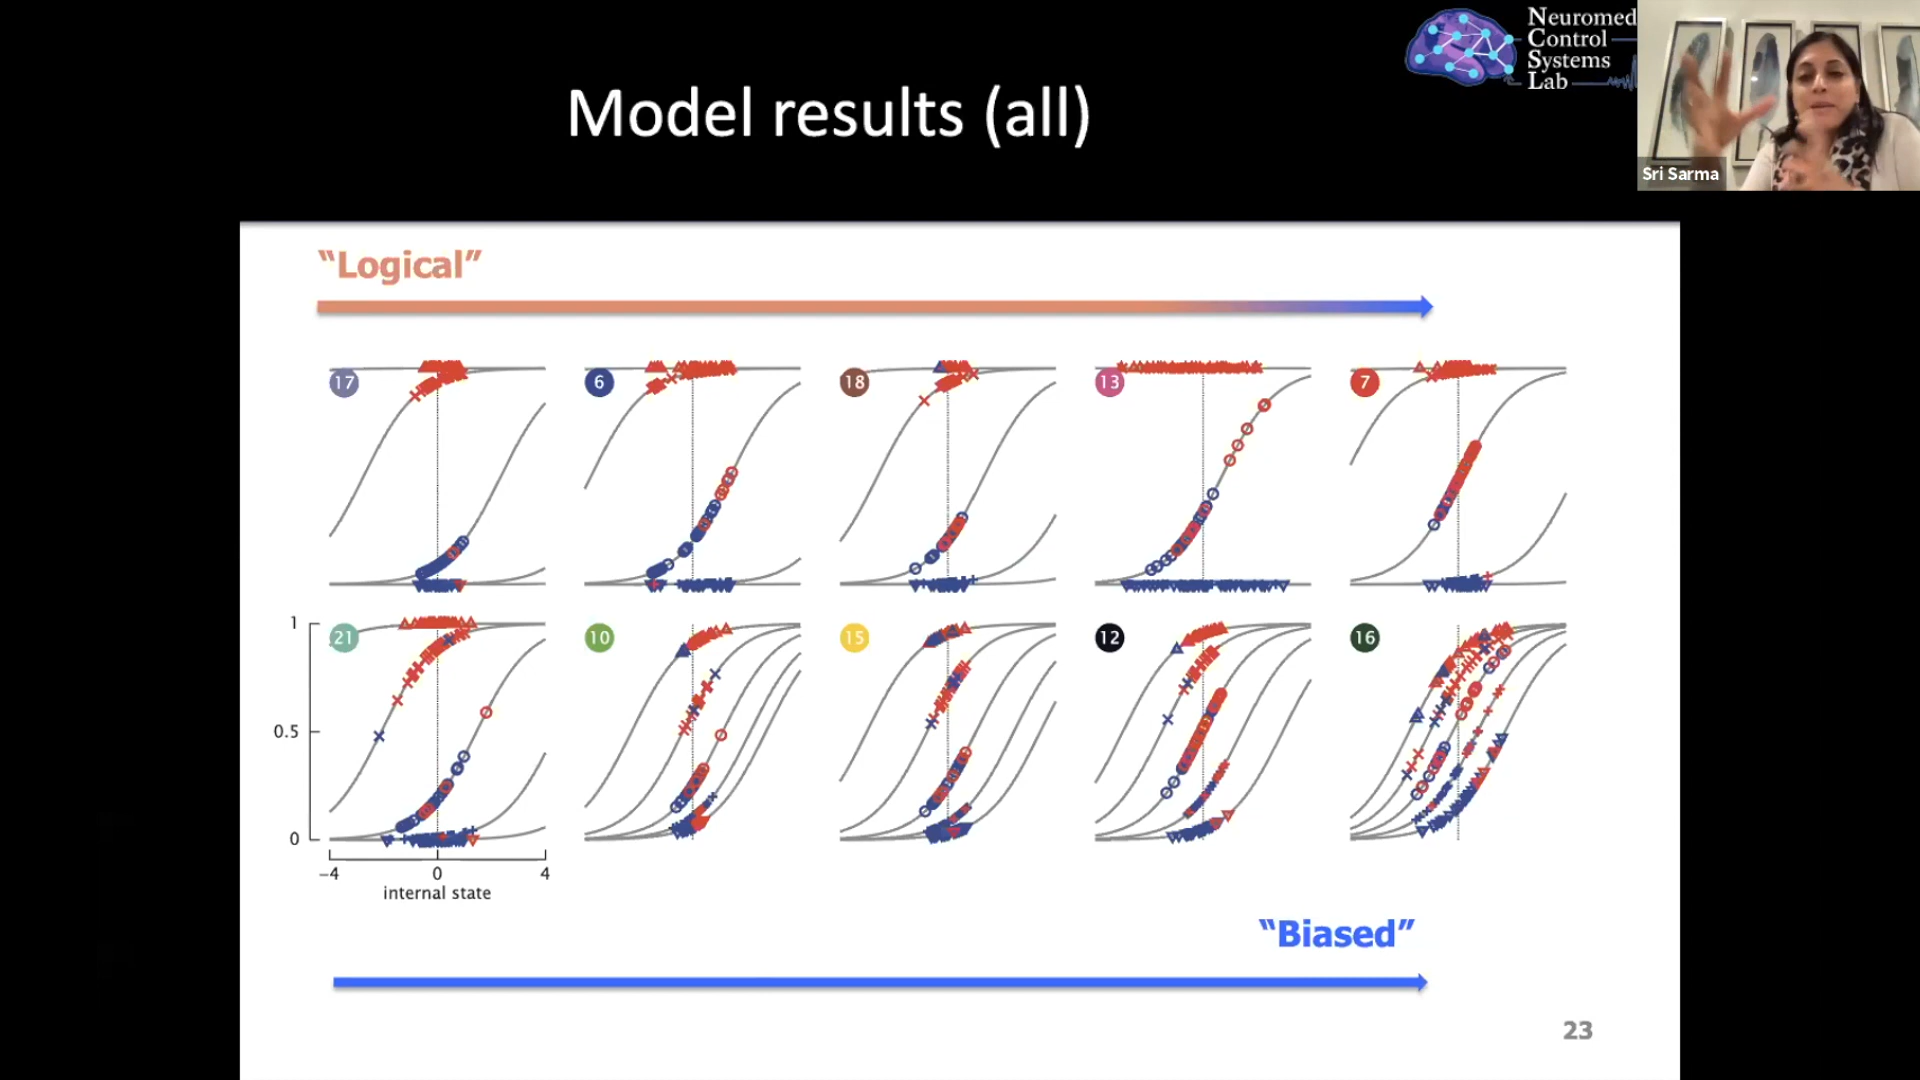 Neuromed
Control
Systems
Lab
Sri Sarma
Model results (all)
“Logical”
17
6
18
13
7
1
0.5
0
21
10
15
12
16
−4
0
4
internal state
“Biased”
23